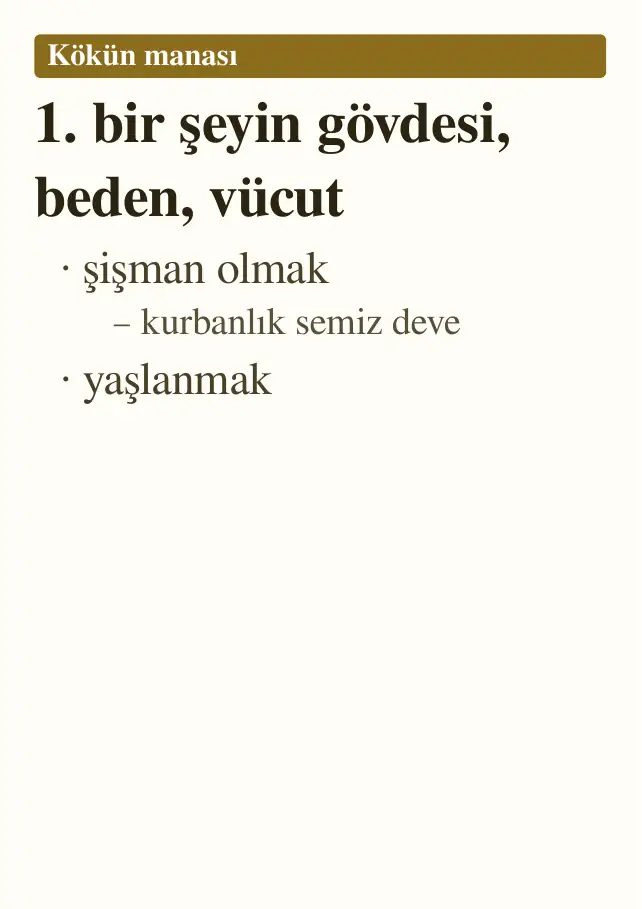 Kökün manası
1. bir şeyin gövdesi,
beden, vücut
· şişman olmak
– kurbanlık semiz deve
· yaşlanmak